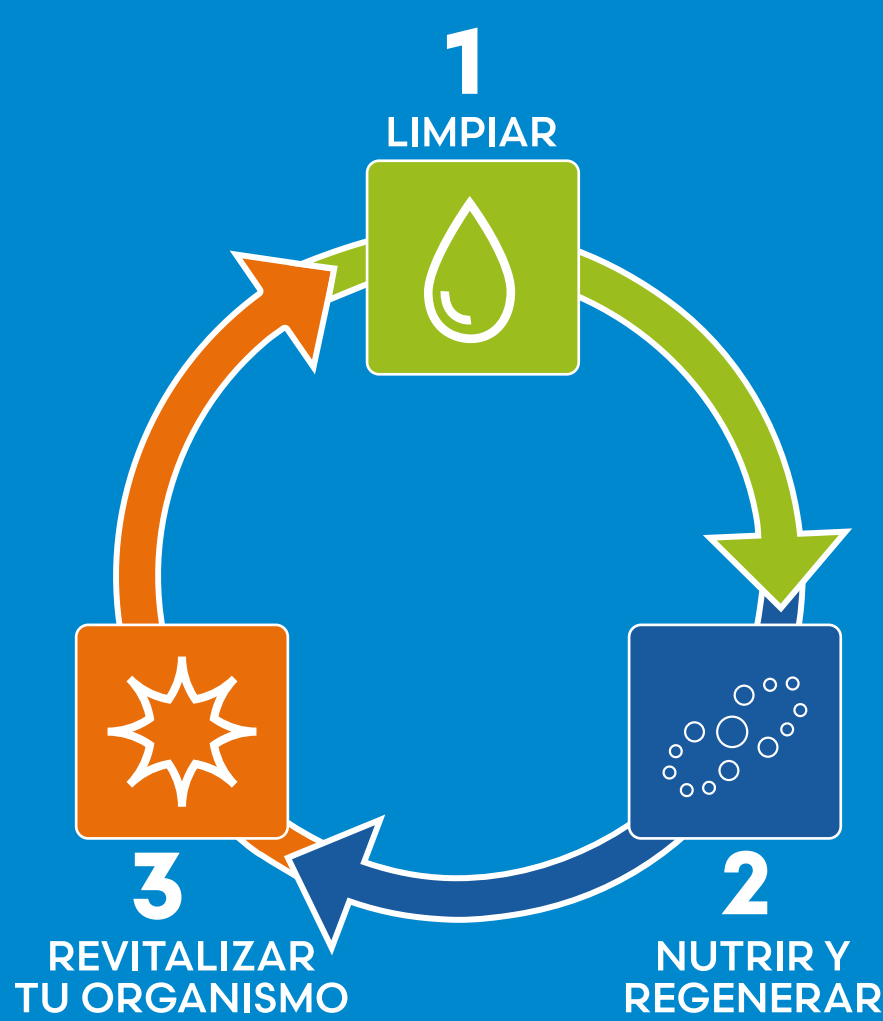 1
LIMPIAR
2
NUTRIR Y
REGENERAR
3
REVITALIZAR
TU ORGANISMO